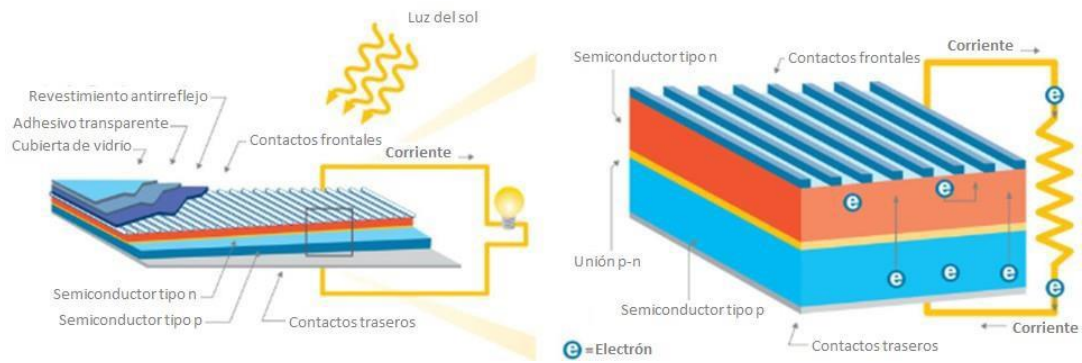 Luz del sol
Revestimiento antirreflejo
Adhesivo transparente
Cubierta de vidrio
Contactos frontales
Corriente
Semiconductor tipo n
Semiconductor tipo p
Contactos traseros
Semiconductor tipo n
Contactos frontales
Corriente
e
e
e
Unión p-n
e
e
e
e
Semiconductor tipo p
Corriente
Contactos traseros
e =Electrón